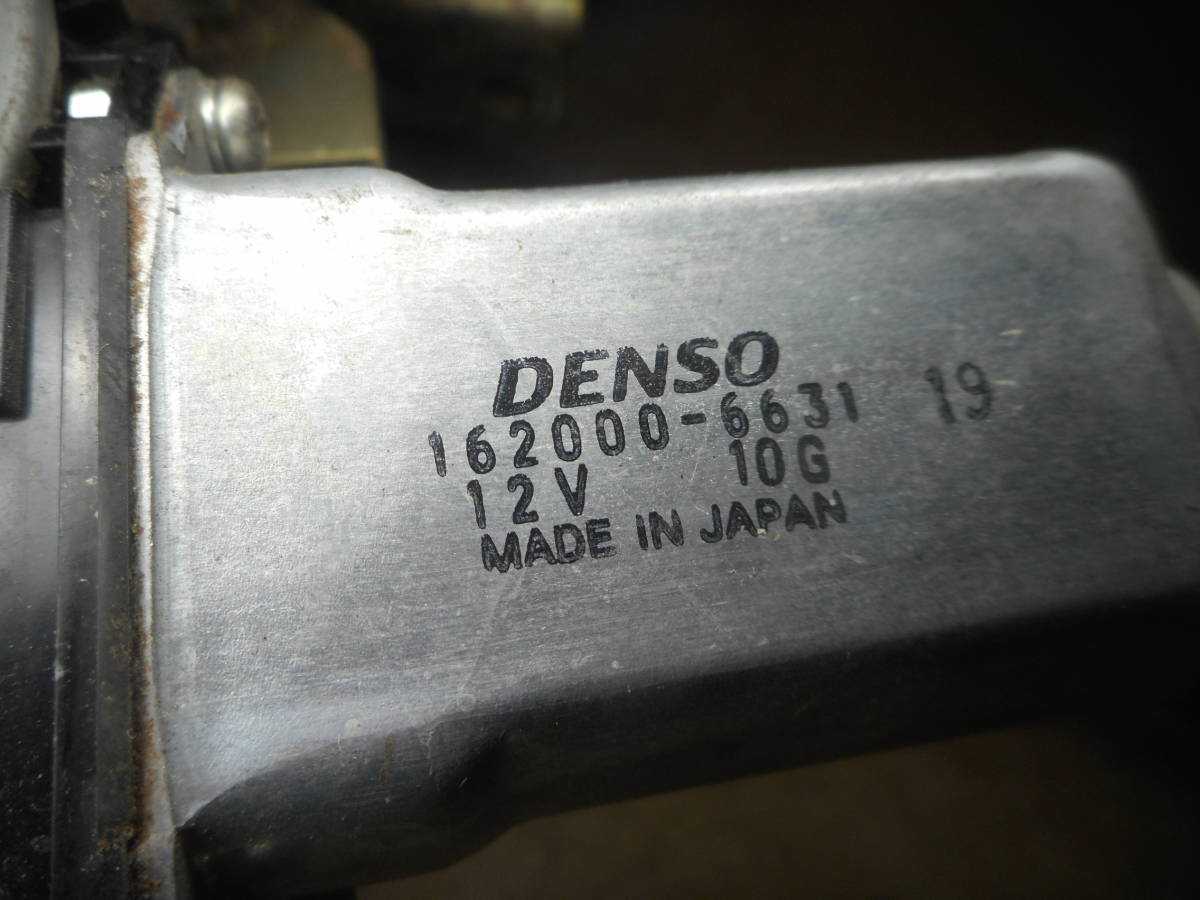 DENSO
162000-6631 19
12V 10G
MADE IN JAPAN